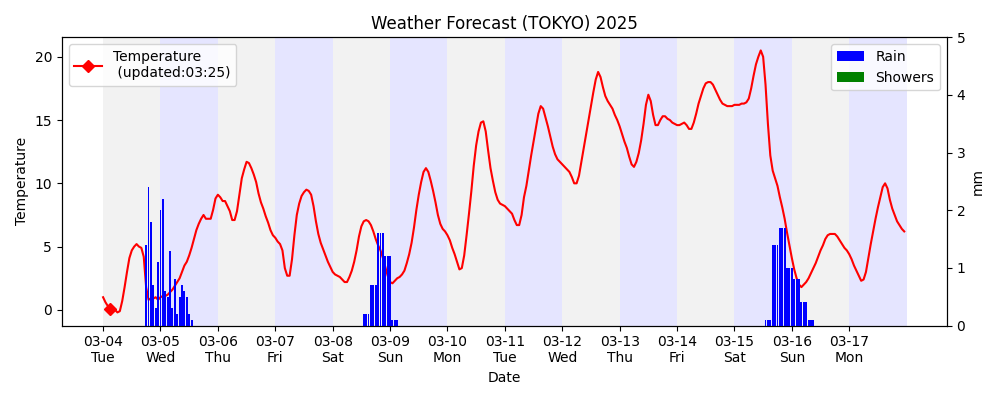 Weather Forecast (TOKYO) 2025
Temperature
(updated:03:25)
Rain
Showers
Temperature
20
15
10
5
0
5
4
3
2
1
0
mm
03-04 03-05 03-06 03-07 03-08 03-09 03-10 03-11 03-12 03-13 03-14 03-15 03-16 03-17
Tue Wed Thu Fri Sat Sun Mon Tue Wed Thu Fri Sat Sun Mon
Date